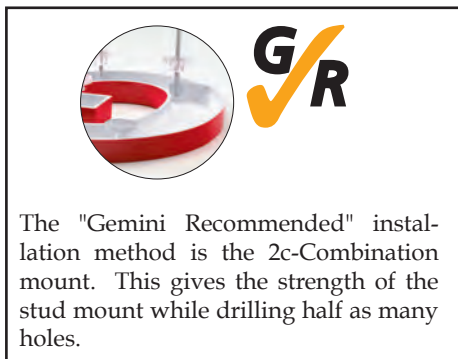 G
R
The "Gemini Recommended" instal-
lation method is the 2c-Combination
mount. This gives the strength of the
stud mount while drilling half as many
holes.